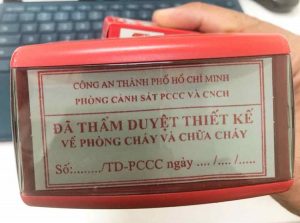 CÔNG AN THÀNH PHỐ HỒ CHÍ MINH
PHÒNG CẢNH SÁT PCCC VÀ CNCH
ĐÃ THẨM DUYỆT THIẾT KẾ
VỀ PHÒNG CHÁY VÀ CHỮA CHÁY
Số:........./TD-PCCC ngày ..../..../.....